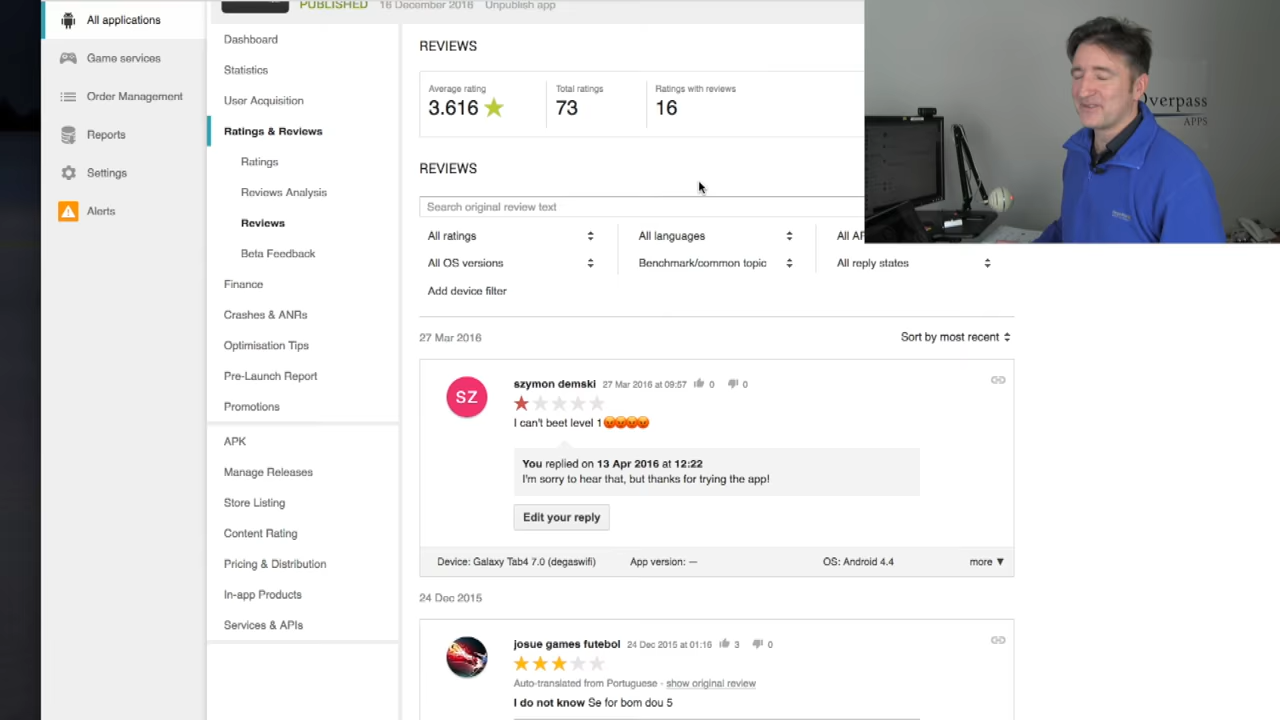 All applications
Game services
Order Management
Reports
Settings
Alerts
PUBLISHED 16 December 2016 Unpublish app
Dashboard
Statistics
User Acquisition
Ratings & Reviews
Ratings
Reviews Analysis
Reviews
Beta Feedback
Finance
Crashes & ANRs
Optimisation Tips
Pre-Launch Report
Promotions
APK
Manage Releases
Store Listing
Content Rating
Pricing & Distribution
In-app Products
Services & APIs
REVIEWS
Average rating Total ratings Ratings with reviews
3.616 73 16
REVIEWS
Search original review text
All ratings All languages All AP
All OS versions Benchmark/common topic All reply states
Add device filter
27 Mar 2016 Sort by most recent
SZ
szymon demski 27 Mar 2016 at 09:57 0 0
I can't beet level 1😡😡😡😡
You replied on 13 Apr 2016 at 12:22
I'm sorry to hear that, but thanks for trying the app!
Edit your reply
Device: Galaxy Tab4 7.0 (degaswifi) App version: — OS: Android 4.4 more ▼
24 Dec 2015
josue games futebol 24 Dec 2015 at 01:16 3 0
Auto-translated from Portuguese - show original review
I do not know Se for bom dou 5
Overpass
APPS